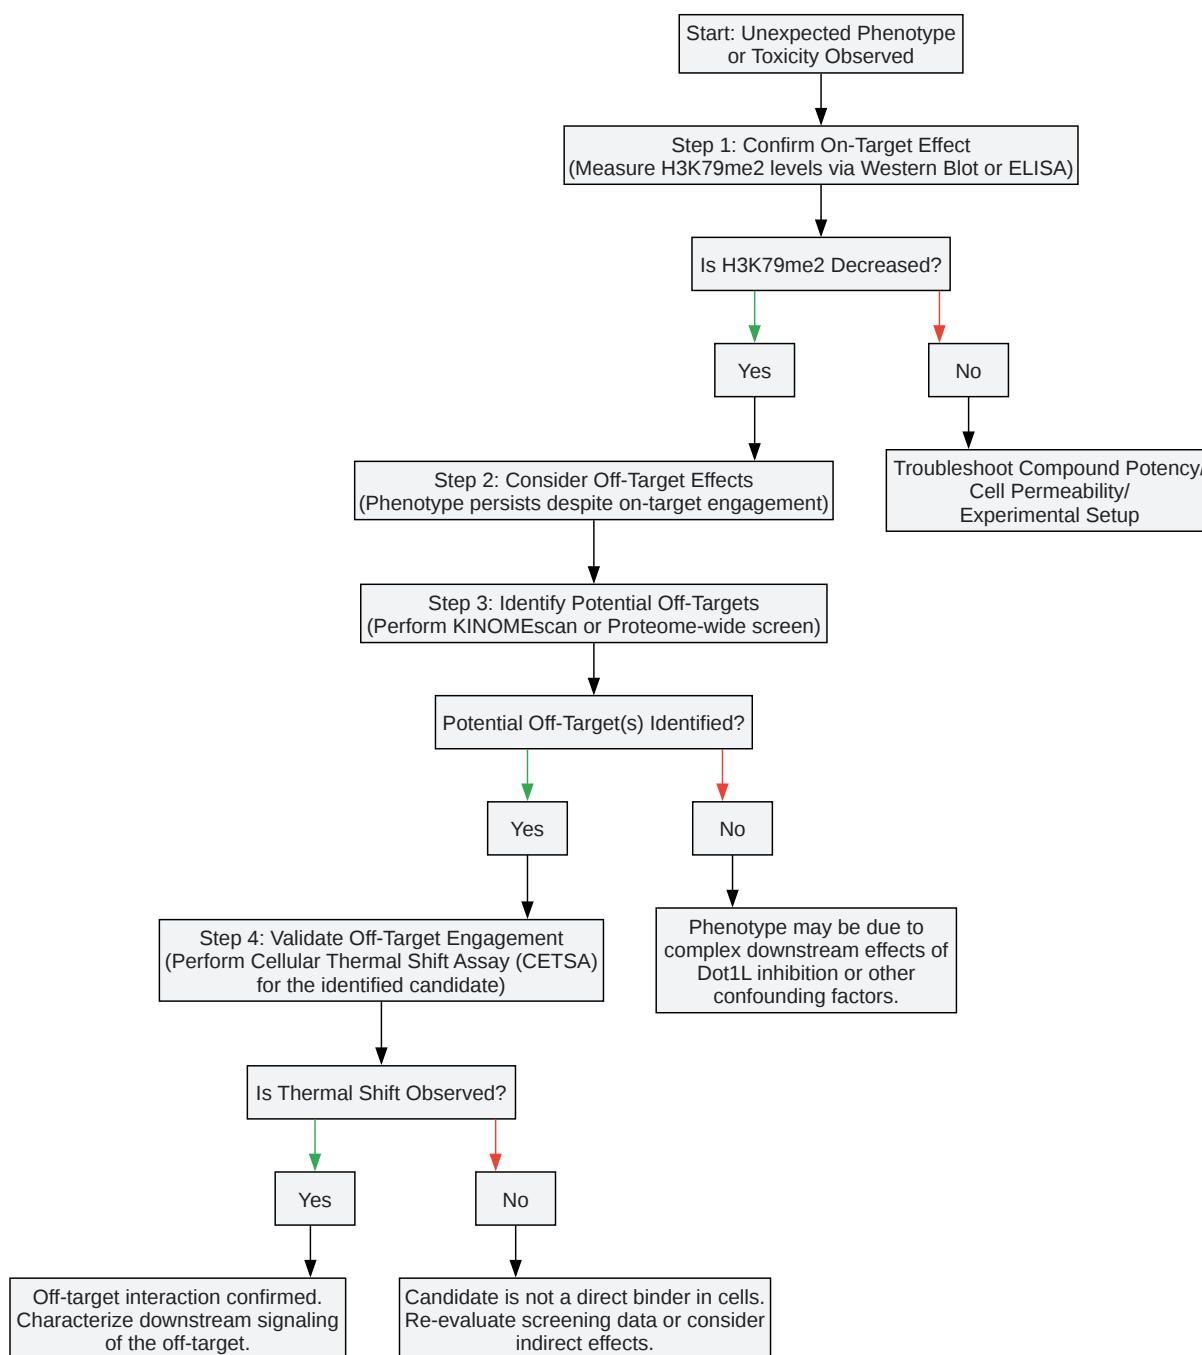 Start: Unexpected Phenotype
or Toxicity Observed
Step 1: Confirm On-Target Effect
(Measure H3K79me2 levels via Western Blot or ELISA)
Is H3K79me2 Decreased?
Yes
No
Step 2: Consider Off-Target Effects
(Phenotype persists despite on-target engagement)
Troubleshoot Compound Potency/
Cell Permeability/
Experimental Setup
Step 3: Identify Potential Off-Targets
(Perform KINOMEscan or Proteome-wide screen)
Potential Off-Target(s) Identified?
Yes
No
Step 4: Validate Off-Target Engagement
(Perform Cellular Thermal Shift Assay (CETSA)
for the identified candidate)
Phenotype may be due to
complex downstream effects of
Dot1L inhibition or other
confounding factors.
Is Thermal Shift Observed?
Yes
No
Off-target interaction confirmed.
Characterize downstream signaling
of the off-target.
Candidate is not a direct binder in cells.
Re-evaluate screening data or consider
indirect effects.